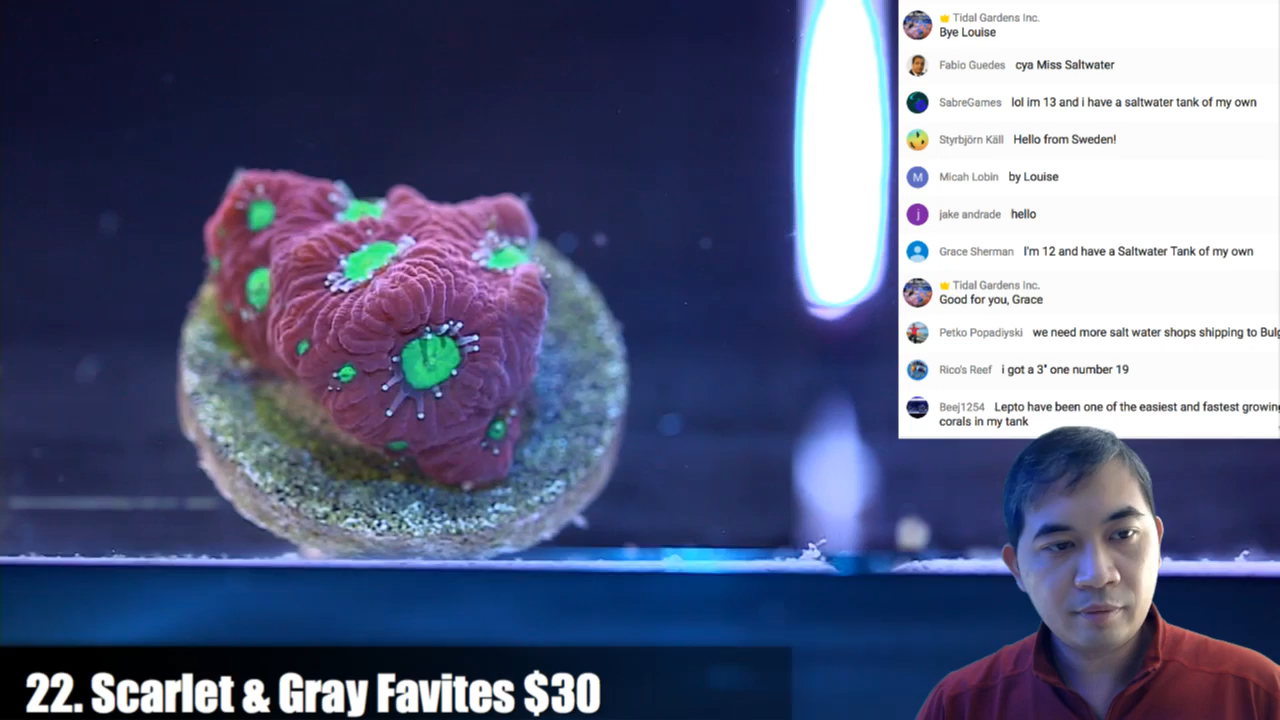 Tidal Gardens Inc.
Bye Louise
Fabio Guedes cya Miss Saltwater
SabreGames lol im 13 and i have a saltwater tank of my own
Styrbjörn Käll Hello from Sweden!
M Micah Lobin by Louise
j jake andrade hello
Grace Sherman I'm 12 and have a Saltwater Tank of my own
Tidal Gardens Inc.
Good for you, Grace
Petko Popadiyski we need more salt water shops shipping to Bulg
Rico's Reef i got a 3" one number 19
Beej1254 Lepto have been one of the easiest and fastest growing
corals in my tank
22. Scarlet & Gray Favites $30